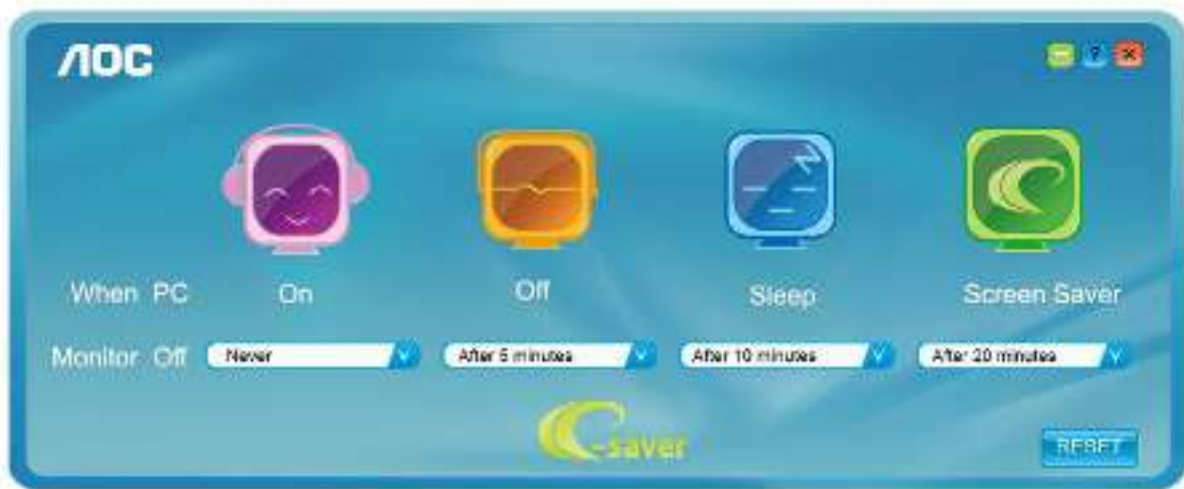 AOC
?
When PC On Off Sleep Screen Saver
Monitor Off Never After 5 minutes After 10 minutes After 20 minutes
e-saver
RESET